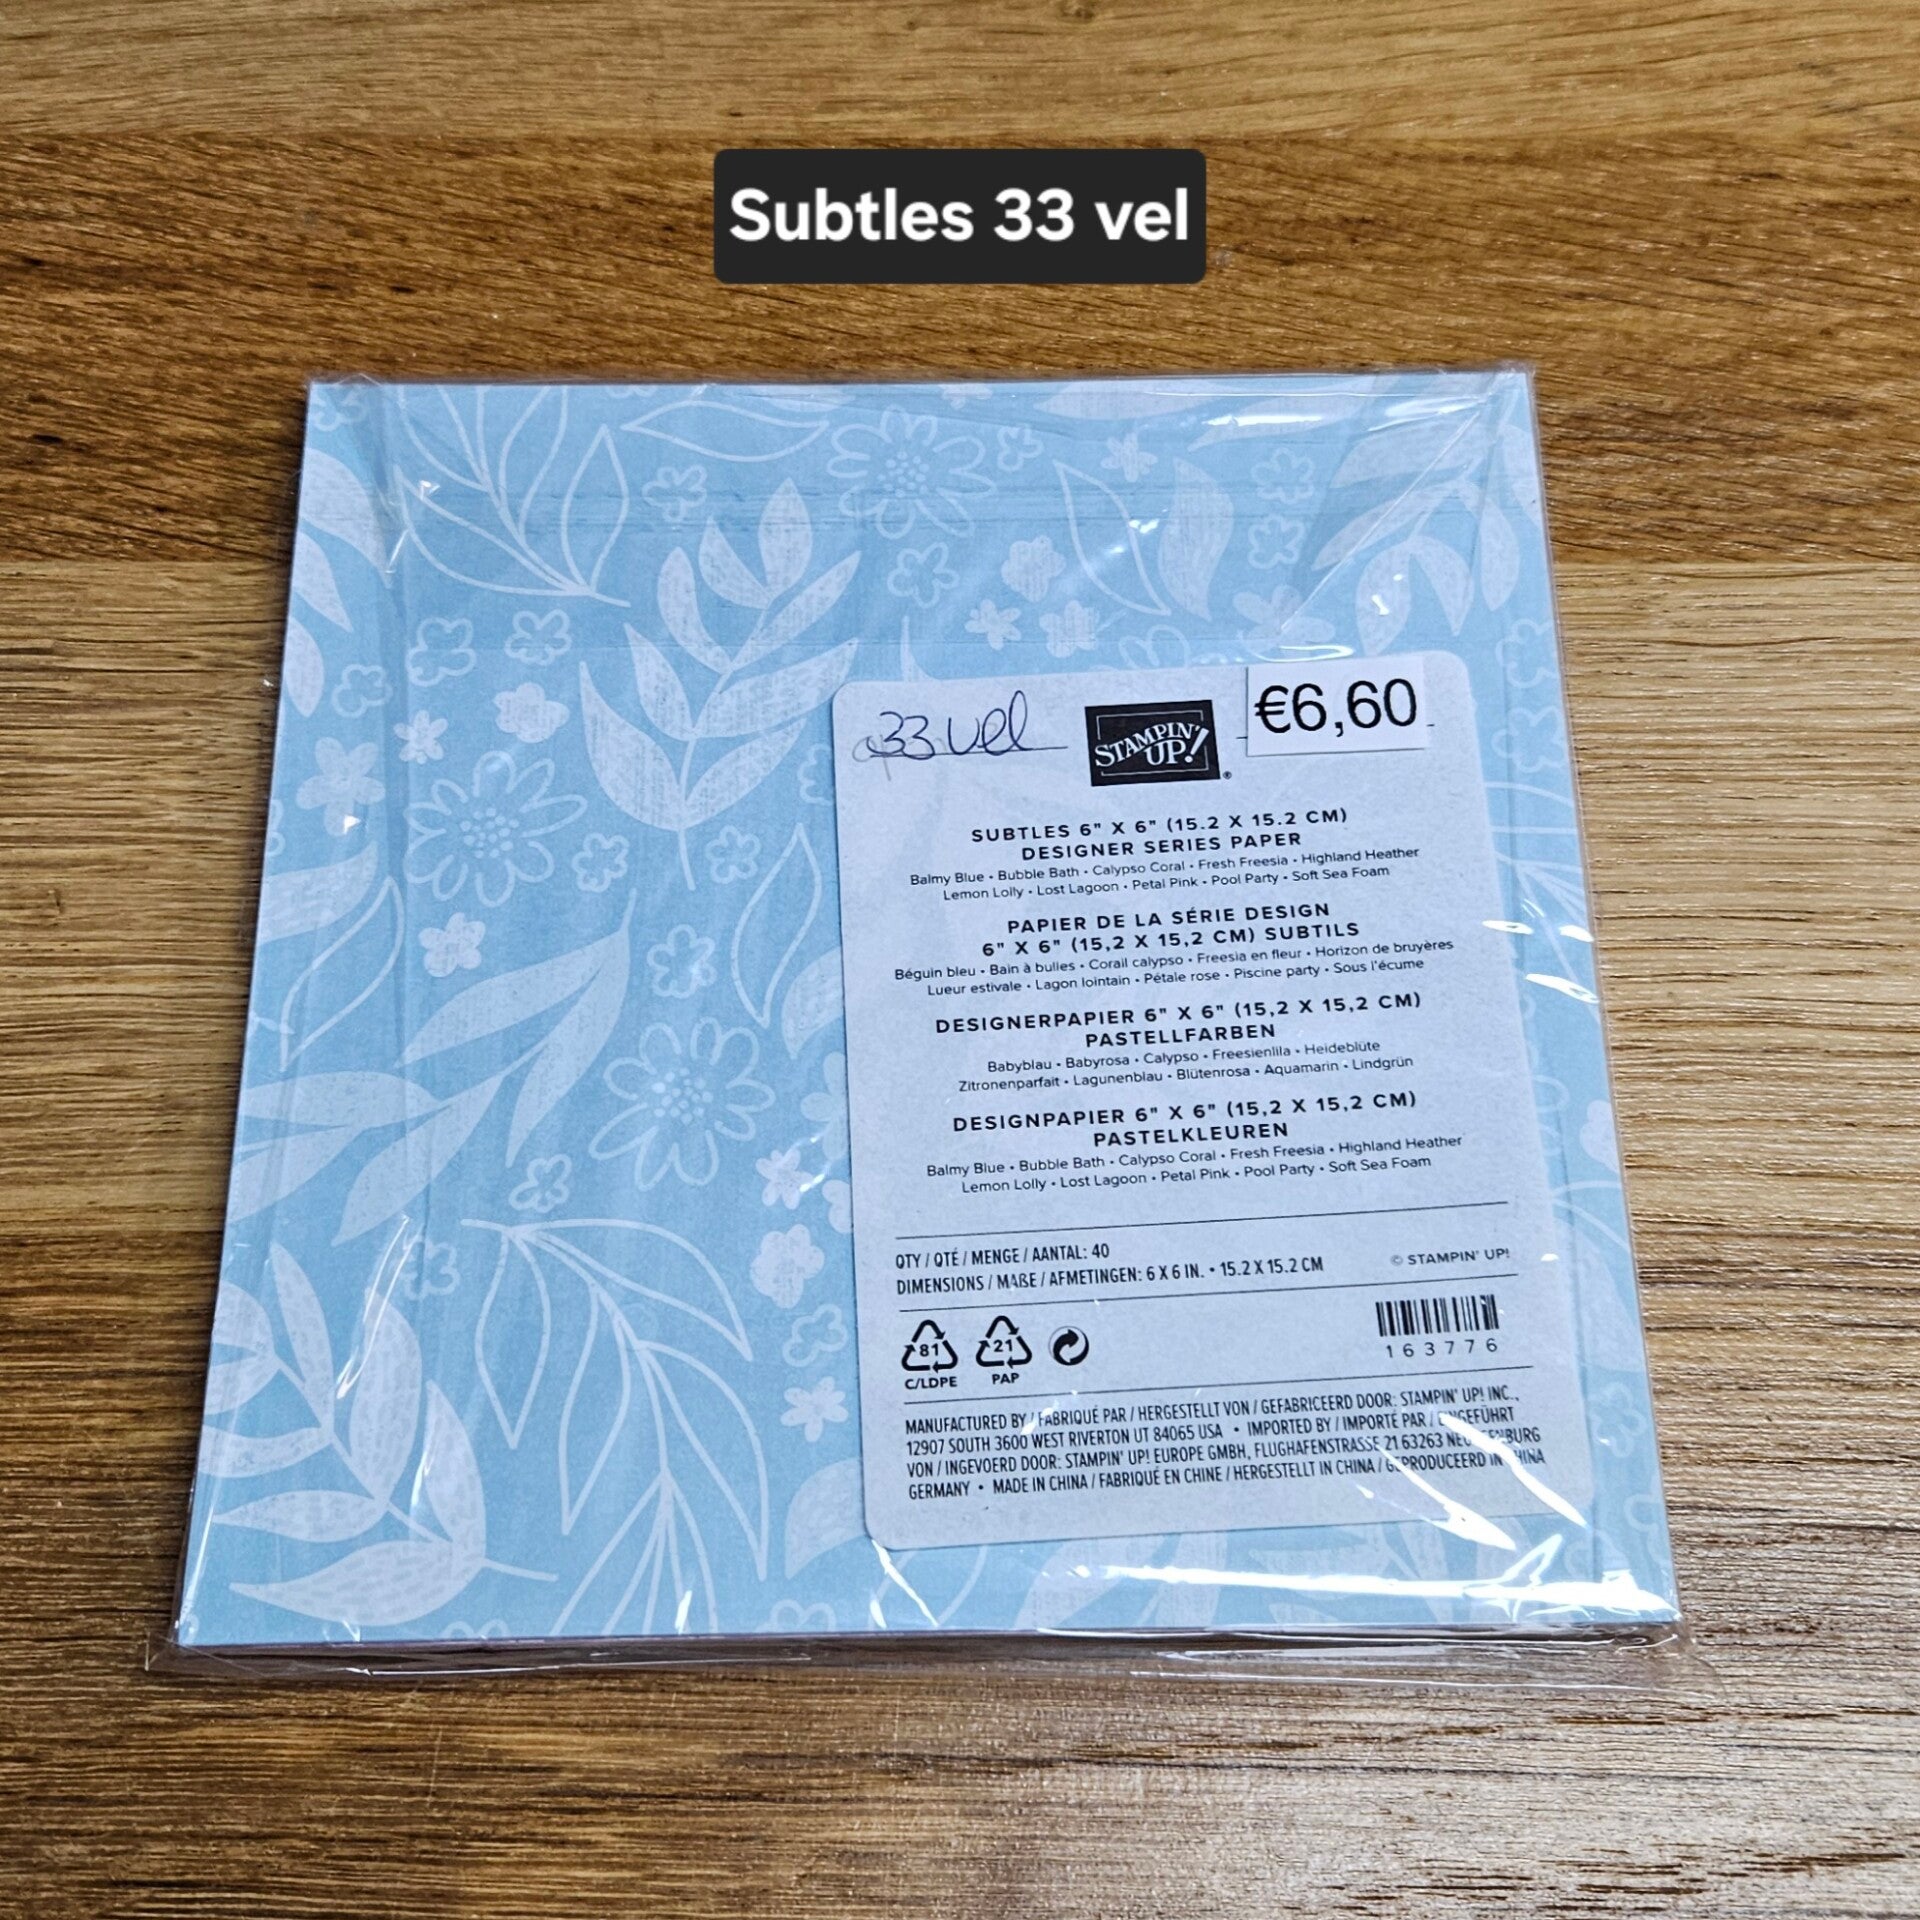 Subtles 33 vel
33 vel
STAMPIN' UP!®
€6,60
SUBTLES 6" X 6" (15.2 X 15.2 CM)
DESIGNER SERIES PAPER
Balmy Blue • Bubble Bath • Calypso Coral • Fresh Freesia • Highland Heather
Lemon Lolly • Lost Lagoon • Petal Pink • Pool Party • Soft Sea Foam
PAPIER DE LA SÉRIE DESIGN
6" X 6" (15,2 X 15,2 CM) SUBTILS
Béguin bleu • Bain à bulles • Corail calypso • Freesia en fleur • Horizon de bruyères
Lueur estivale • Lagon lointain • Pétale rose • Piscine party • Sous l'écume
DESIGNERPAPIER 6" X 6" (15,2 X 15,2 CM)
PASTELLFARBEN
Babyblau • Babyrosa • Calypso • Freesienlila • Heideblüte
Zitronenparfait • Lagunenblau • Blütenrosa • Aquamarin • Lindgrün
DESIGNPAPIER 6" X 6" (15,2 X 15,2 CM)
PASTELKLEUREN
Balmy Blue • Bubble Bath • Calypso Coral • Fresh Freesia • Highland Heather
Lemon Lolly • Lost Lagoon • Petal Pink • Pool Party • Soft Sea Foam
QTY / QTÉ / MENGE / AANTAL: 40
© STAMPIN' UP!
DIMENSIONS / MAßE / AFMETINGEN: 6 X 6 IN. • 15.2 X 15.2 CM
81
C/LDPE
21
PAP
163776
MANUFACTURED BY / FABRIQUÉ PAR / HERGESTELLT VON / GEFABRICEERD DOOR: STAMPIN' UP! INC.,
12907 SOUTH 3600 WEST RIVERTON UT 84065 USA • IMPORTED BY / IMPORTÉ PAR /
VON / INGEVOERD DOOR: STAMPIN' UP! EUROPE GMBH, FLUGHAFENSTRASSE 21 63263
GERMANY • MADE IN CHINA / FABRIQUÉ EN CHINE / HERGESTELLT IN CHINA / GEPRODUCEERD IN CHINA